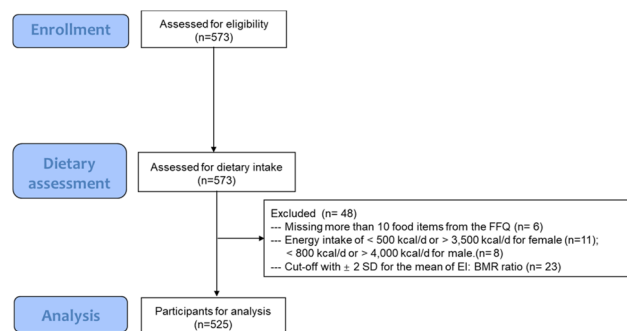 Enrollment
Assessed for eligibility
(n=573)
Dietary
assessment
Assessed for dietary intake
(n=573)
Excluded (n= 48)
--- Missing more than 10 food items from the FFQ (n= 6)
--- Energy intake of < 500 kcal/d or > 3,500 kcal/d for female (n=11);
< 800 kcal/d or > 4,000 kcal/d for male.(n= 8)
--- Cut-off with ± 2 SD for the mean of EI: BMR ratio (n= 23)
Analysis
Participants for analysis
(n=525)